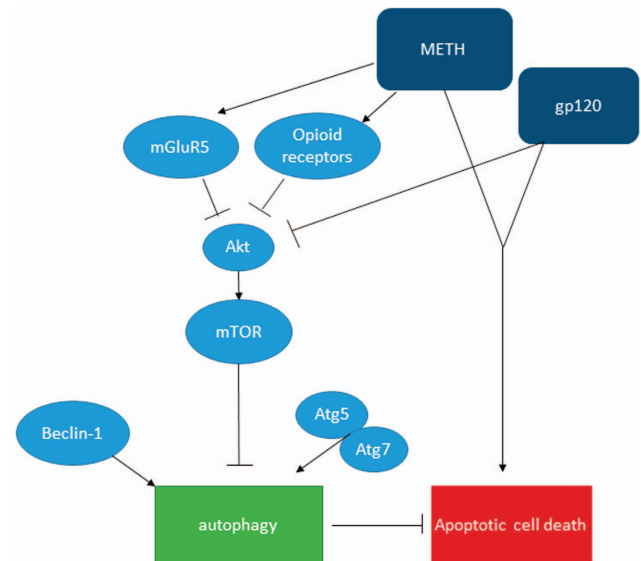 METH
gp120
mGluR5
Opioid
receptors
Akt
mTOR
Atg5
Beclin-1
Atg7
autophagy
Apoptotic cell death